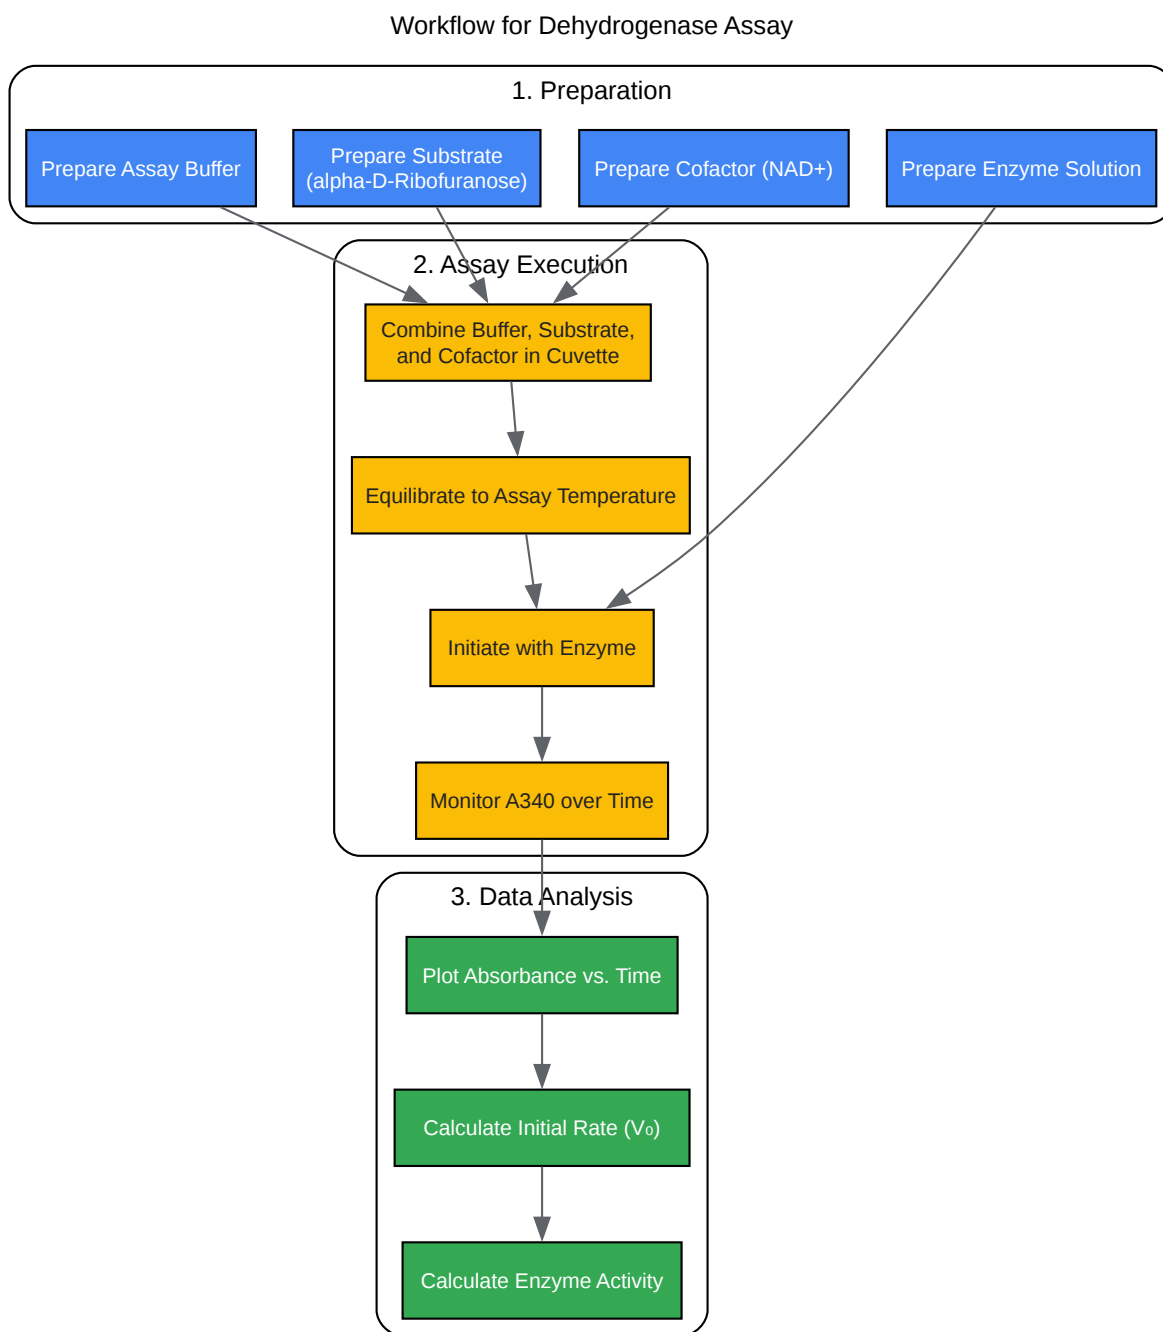 Workflow for Dehydrogenase Assay
1. Preparation
Prepare Assay Buffer
Prepare Substrate
(alpha-D-Ribofuranose)
Prepare Cofactor (NAD+)
Prepare Enzyme Solution
2. Assay Execution
Combine Buffer, Substrate,
and Cofactor in Cuvette
Equilibrate to Assay Temperature
Initiate with Enzyme
Monitor A340 over Time
3. Data Analysis
Plot Absorbance vs. Time
Calculate Initial Rate (V₀)
Calculate Enzyme Activity